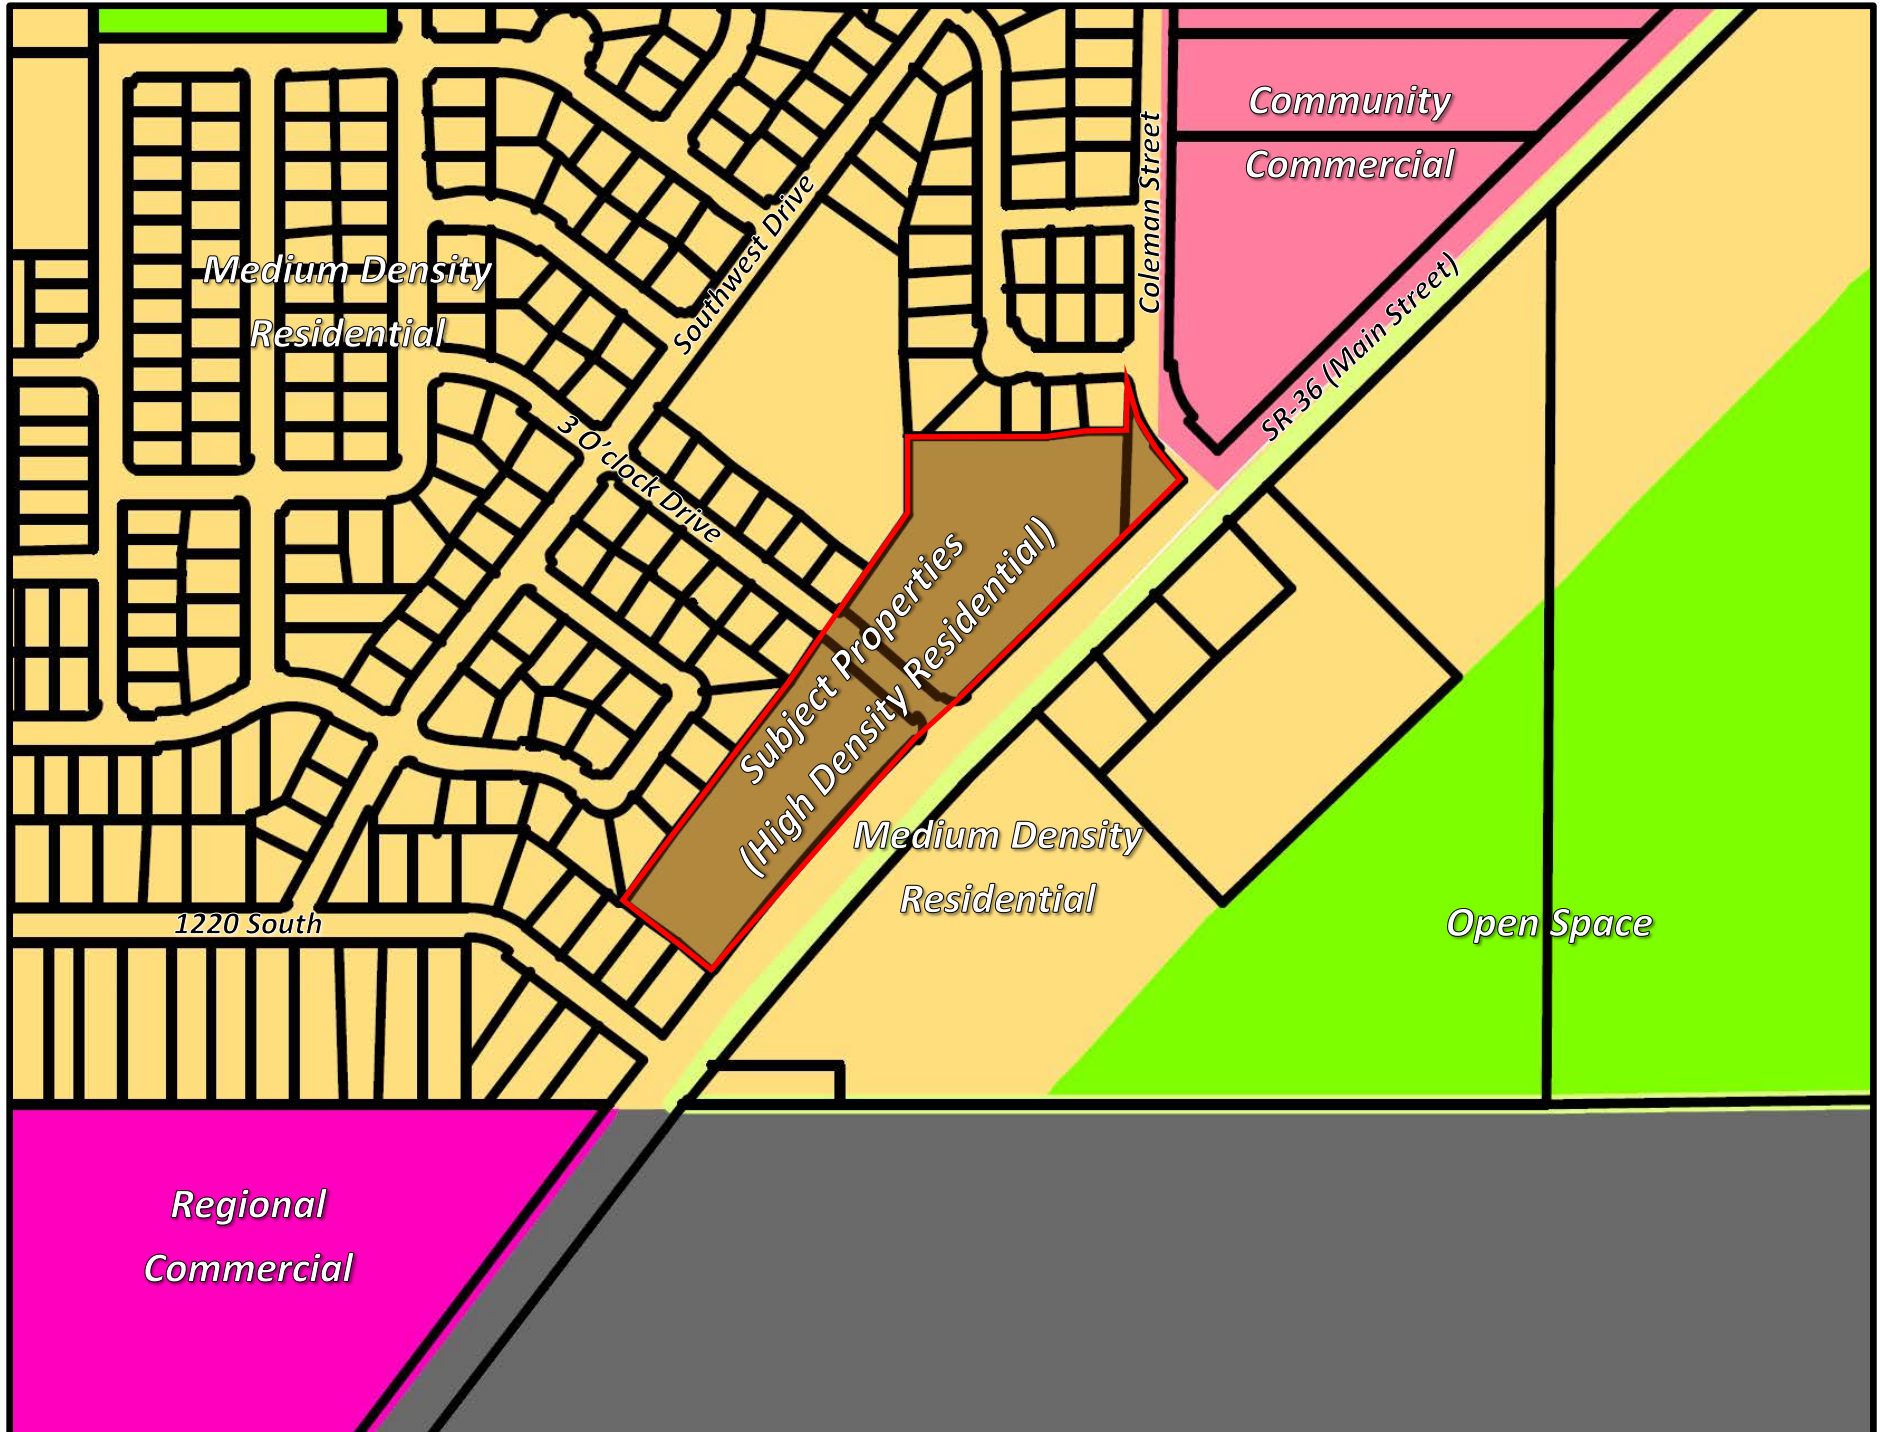 Community
Commercial
Coleman Street
Southwest Drive
Medium Density
Residential
SR-36 (Main Street)
3 O'clock Drive
Subject Properties
(High Density Residential)
Medium Density
Residential
1220 South
Open Space
Regional
Commercial